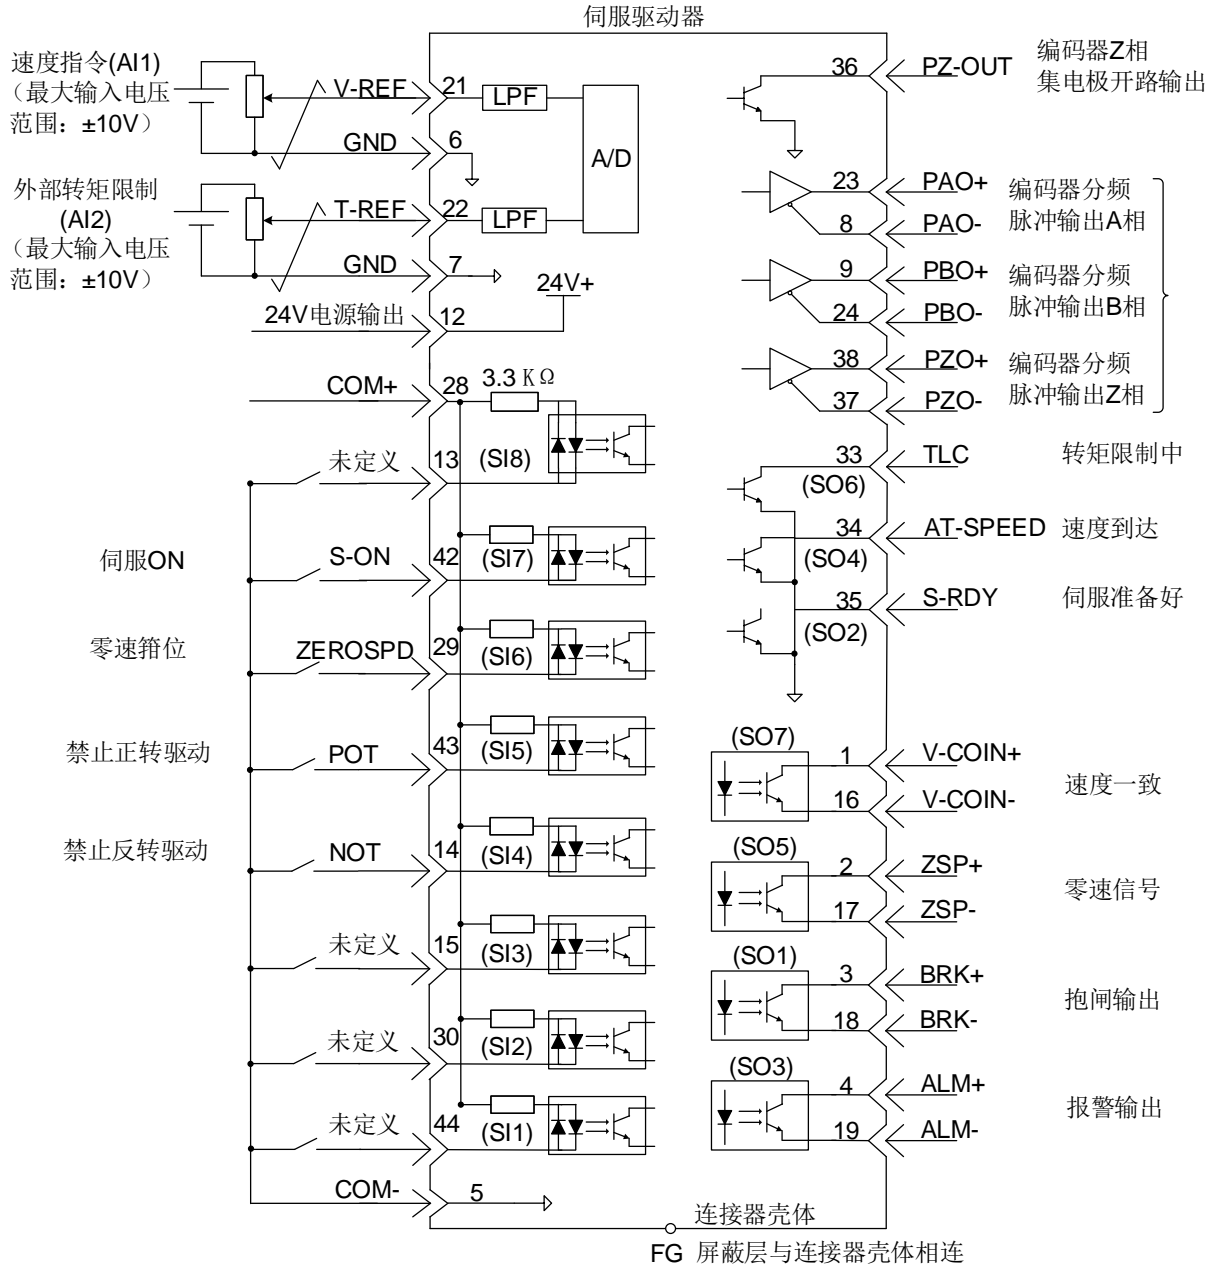 伺服驱动器
速度指令(AI1)
（最大输入电压
范围：±10V）
V-REF
21
LPF
GND
6
A/D
外部转矩限制
(AI2)
（最大输入电压
范围：±10V）
T-REF
22
LPF
GND
7
24V+
24V电源输出
12
COM+
28
3.3 KΩ
未定义
13
(SI8)
伺服ON
S-ON
42
(SI7)
零速箝位
ZEROSPD
29
(SI6)
禁止正转驱动
POT
43
(SI5)
禁止反转驱动
NOT
14
(SI4)
未定义
15
(SI3)
未定义
30
(SI2)
未定义
44
(SI1)
COM-
5
36
PZ-OUT
编码器Z相
集电极开路输出
23
PAO+
编码器分频
脉冲输出A相
8
PAO-
9
PBO+
编码器分频
脉冲输出B相
24
PBO-
38
PZO+
编码器分频
脉冲输出Z相
37
PZO-
33
TLC
转矩限制中
(SO6)
34
AT-SPEED
速度到达
(SO4)
35
S-RDY
伺服准备好
(SO2)
(SO7)
1
V-COIN+
速度一致
16
V-COIN-
(SO5)
2
ZSP+
零速信号
17
ZSP-
(SO1)
3
BRK+
抱闸输出
18
BRK-
(SO3)
4
ALM+
报警输出
19
ALM-
连接器壳体
FG 屏蔽层与连接器壳体相连